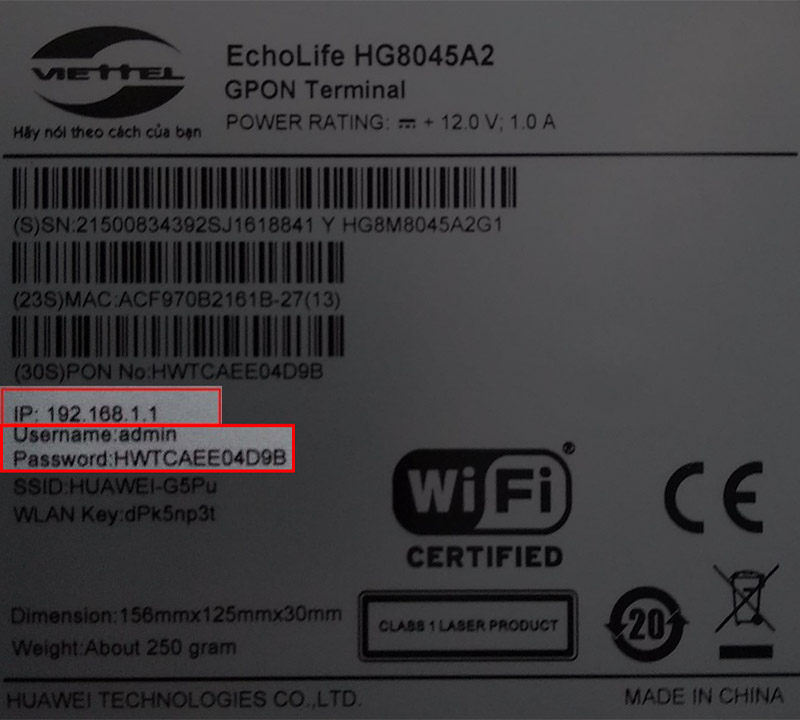 VIETTEL
Hãy nói theo cách của bạn
EchoLife HG8045A2
GPON Terminal
POWER RATING: ⎓ + 12.0 V; 1.0 A
(S)SN:21500834392SJ1618841 Y HG8M8045A2G1
(23S)MAC:ACF970B2161B-27(13)
(30S)PON No:HWTCAEE04D9B
IP: 192.168.1.1
Username:admin
Password:HWTCAEE04D9B
SSID:HUAWEI-G5Pu
WLAN Key:dPk5np3t
Wi Fi®
CERTIFIED
CE
Dimension:156mmx125mmx30mm
Weight:About 250 gram
CLASS 1 LASER PRODUCT
20
HUAWEI TECHNOLOGIES CO.,LTD.
MADE IN CHINA